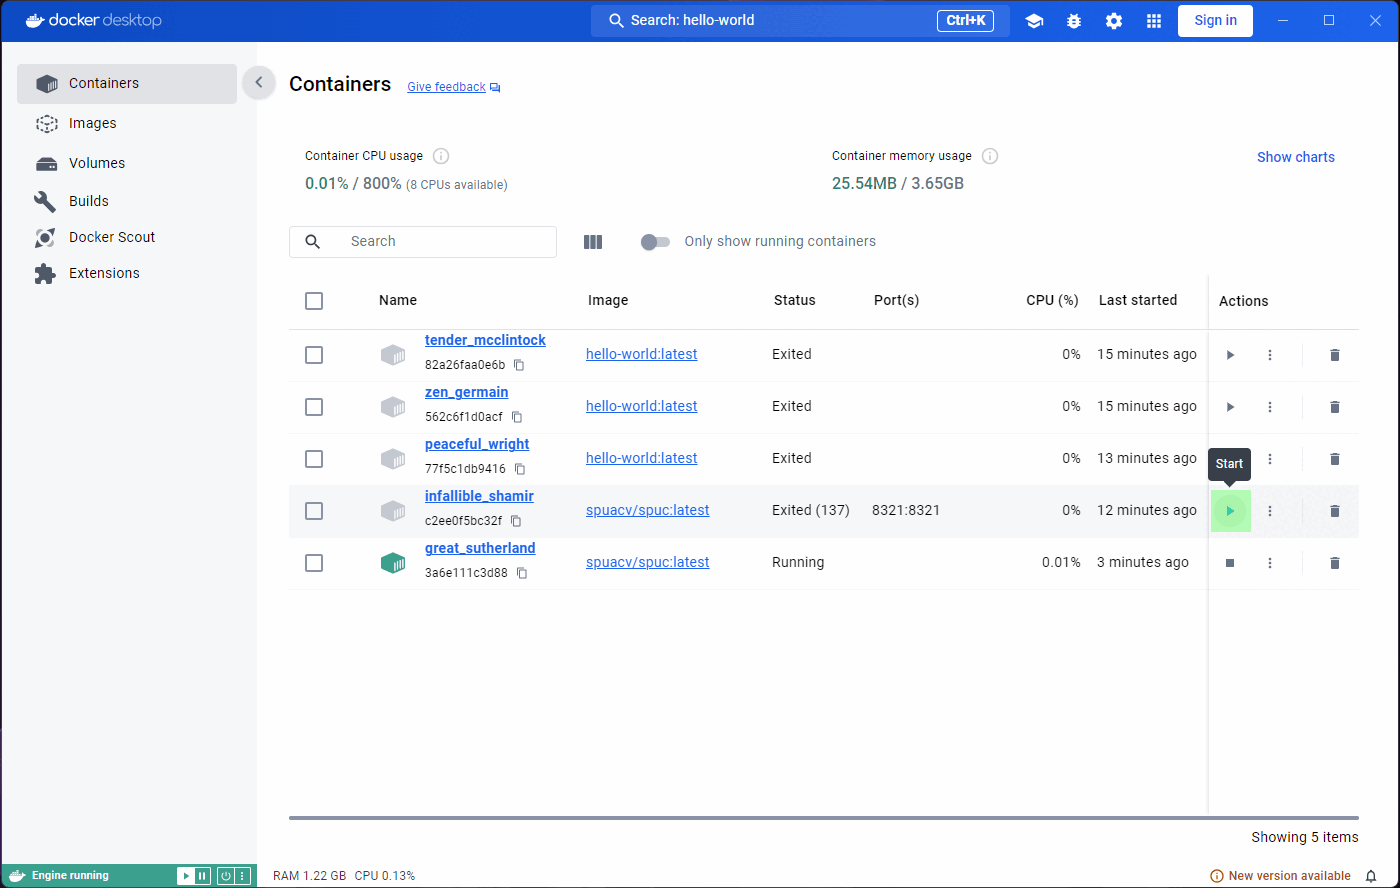 docker desktop
Search: hello-world Ctrl+K Sign in
Containers
Images
Volumes
Builds
Docker Scout
Extensions
Containers Give feedback
Container CPU usage
0.01% / 800% (8 CPUs available)
Container memory usage
25.54MB / 3.65GB
Show charts
Search
Only show running containers
Name Image Status Port(s) CPU (%) Last started Actions
tender_mcclintock
82a26faa0e6b
hello-world:latest Exited 0% 15 minutes ago
zen_germain
562c6f1d0acf
hello-world:latest Exited 0% 15 minutes ago
peaceful_wright
77f5c1db9416
hello-world:latest Exited 0% 13 minutes ago
Start
infallible_shamir
c2ee0f5bc32f
spuacv/spuc:latest Exited (137) 8321:8321 0% 12 minutes ago
great_sutherland
3a6e111c3d88
spuacv/spuc:latest Running 0.01% 3 minutes ago
Showing 5 items
Engine running
RAM 1.22 GB CPU 0.13%
New version available